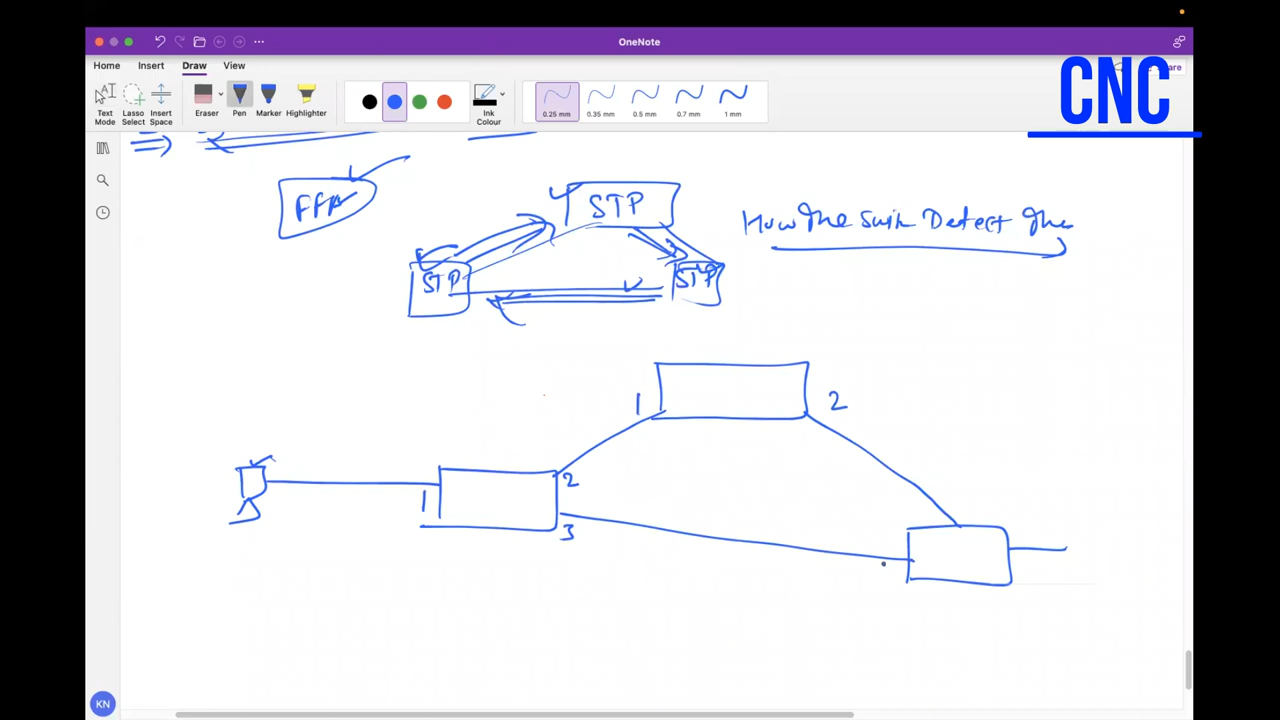 OneNote
Home Insert Draw View
Share
CNC
Text Mode
Lasso Select
Insert Space
Eraser
Pen
Marker
Highlighter
Ink Colour
0.25 mm
0.35 mm
0.5 mm
0.7 mm
1 mm
STP
How the Detect the
STP
STP
1
2
1
2
3
KN